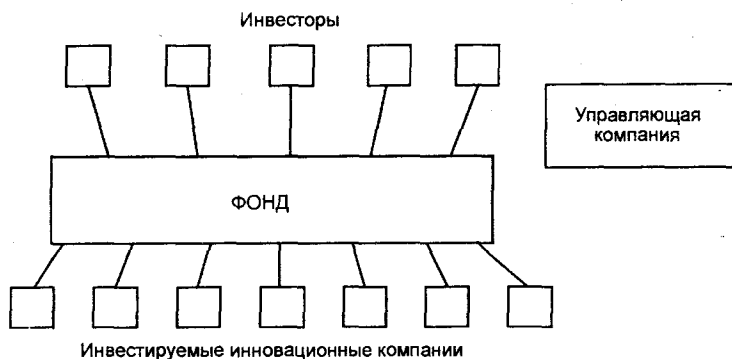 Инвесторы
Управляющая
компания
ФОНД
Инвестируемые инновационные компании